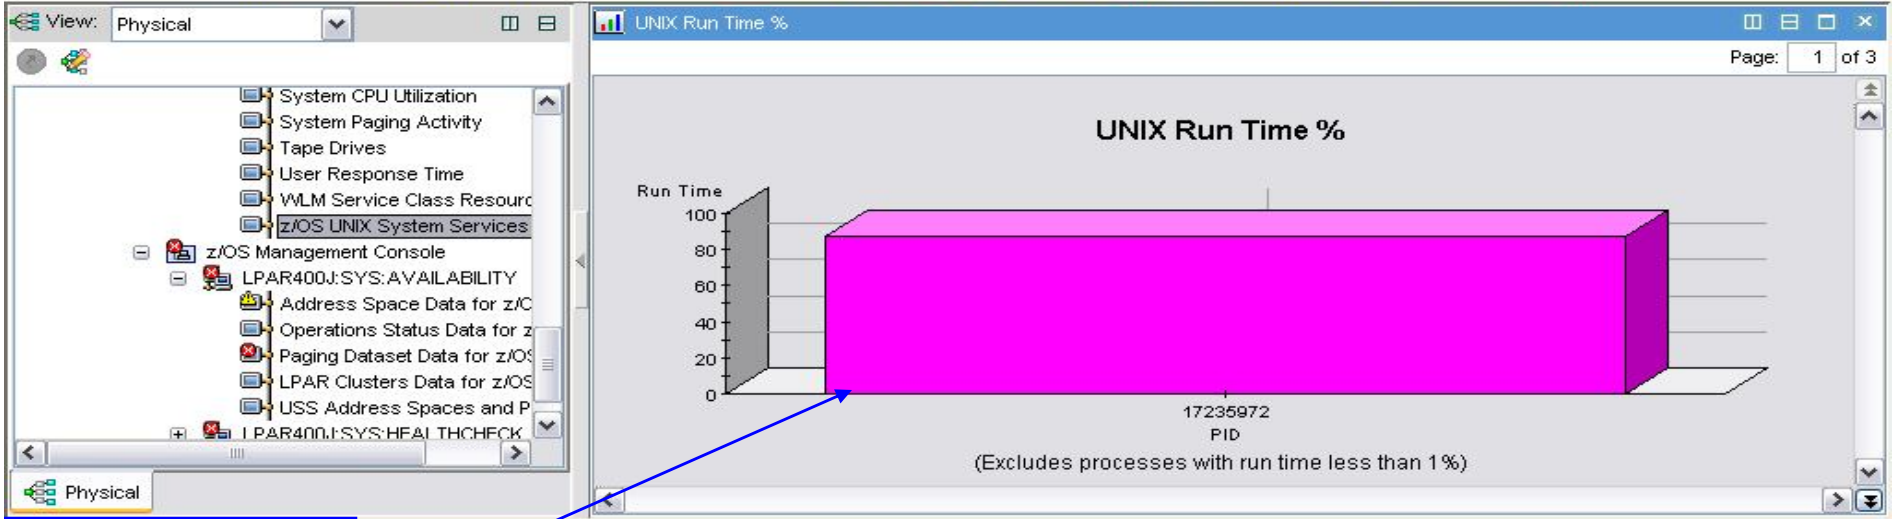 View: Physical
System CPU Utilization
System Paging Activity
Tape Drives
User Response Time
WLM Service Class Resourc
z/OS UNIX System Services
z/OS Management Console
LPAR400J:SYS:AVAILABILITY
Address Space Data for z/O
Operations Status Data for z
Paging Dataset Data for z/OS
LPAR Clusters Data for z/OS
USS Address Spaces and P
LPAR400J:SYS:HEALTHCHECK
Physical
UNIX Run Time %
Page: 1 of 3
UNIX Run Time %
Run Time
100
80
60
40
20
0
17235972
PID
(Excludes processes with run time less than 1%)